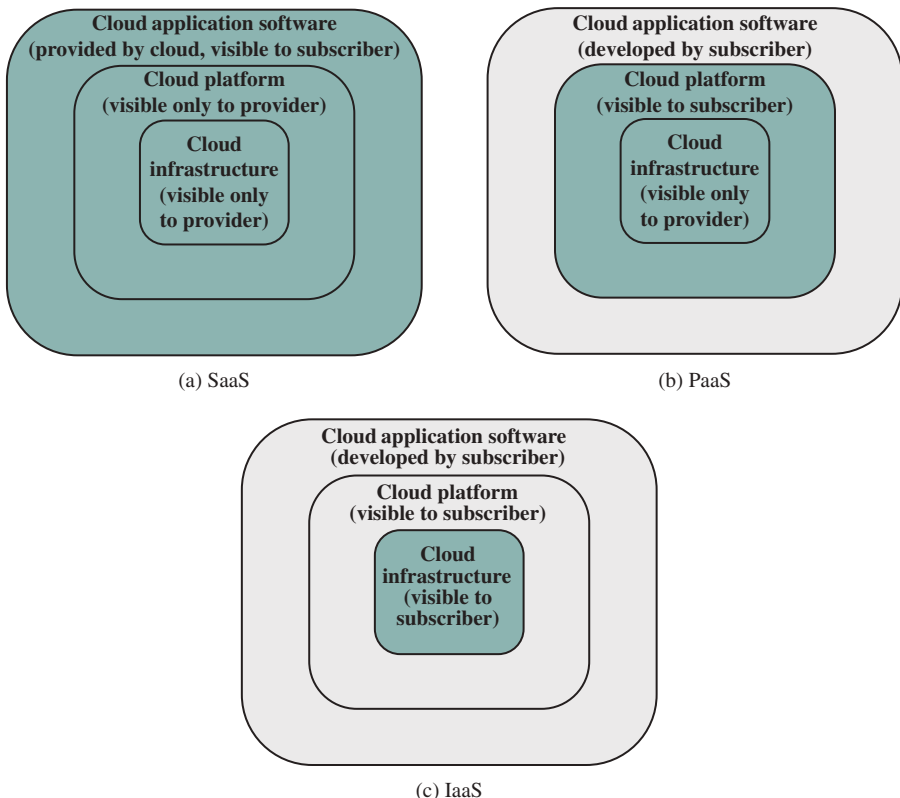 Cloud application software
(provided by cloud, visible to subscriber)
Cloud platform
(visible only to provider)
Cloud
infrastructure
(visible only
to provider)
(a) SaaS
Cloud application software
(developed by subscriber)
Cloud platform
(visible to subscriber)
Cloud
infrastructure
(visible only
to provider)
(b) PaaS
Cloud application software
(developed by subscriber)
Cloud platform
(visible to subscriber)
Cloud
infrastructure
(visible to
subscriber)
(c) IaaS